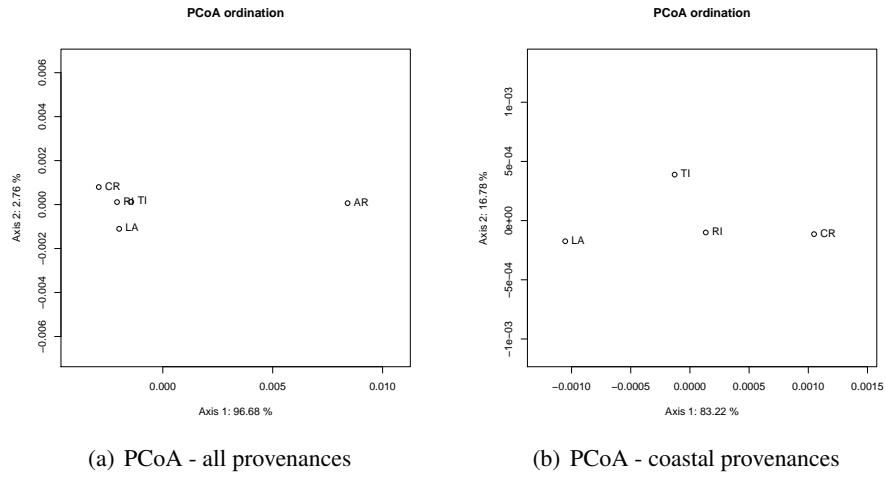 PCoA ordination
Axis 2: 2.76 %
0.006
0.004
0.002
0.000
−0.002
−0.004
−0.006
CR
RI
TI
LA
AR
0.000 0.005 0.010
Axis 1: 96.68 %
(a) PCoA - all provenances
PCoA ordination
Axis 2: 16.78 %
1e−03
5e−04
0e+00
−5e−04
−1e−03
TI
RI
CR
LA
−0.0010 −0.0005 0.0000 0.0005 0.0010 0.0015
Axis 1: 83.22 %
(b) PCoA - coastal provenances